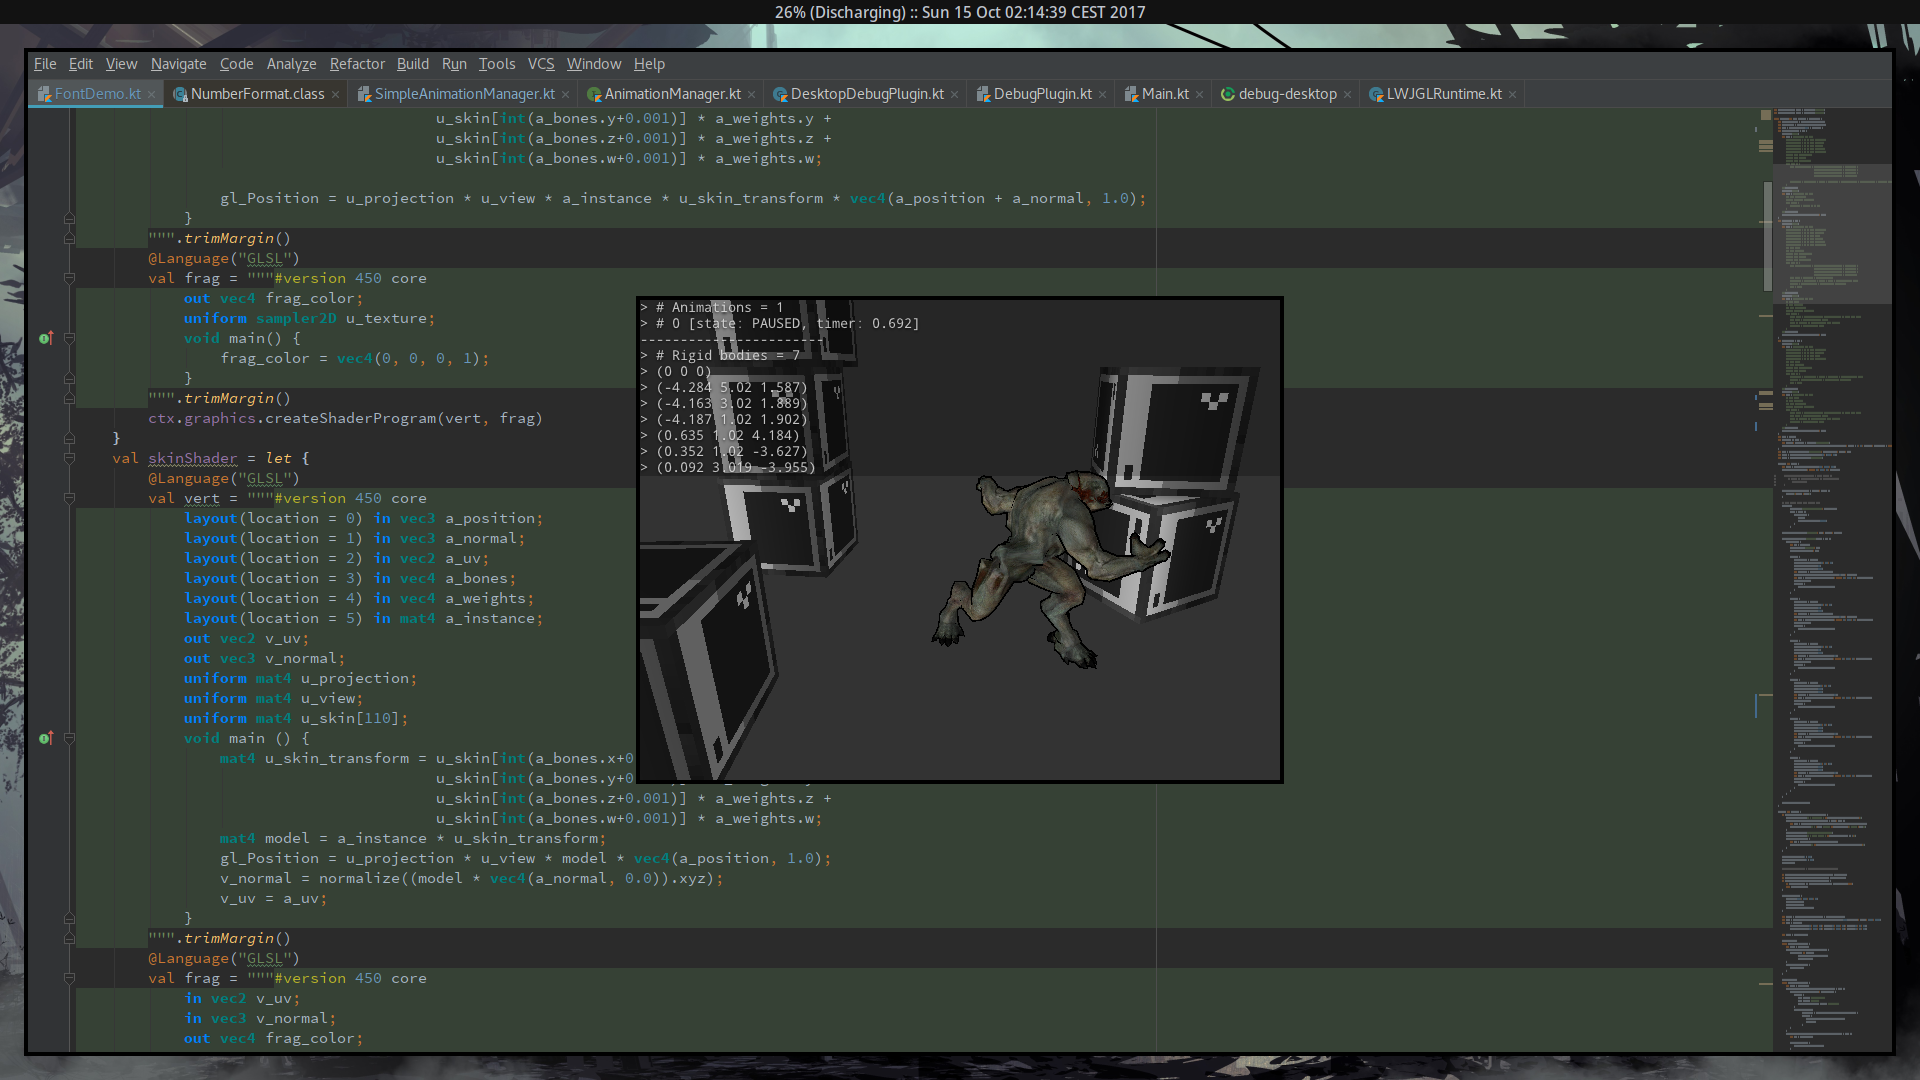 26% (Discharging) :: Sun 15 Oct 02:14:39 CEST 2017
File Edit View Navigate Code Analyze Refactor Build Run Tools VCS Window Help
FontDemo.kt NumberFormat.class SimpleAnimationManager.kt AnimationManager.kt DesktopDebugPlugin.kt DebugPlugin.kt Main.kt debug-desktop LWJGLRuntime.kt
u_skin[int(a_bones.y+0.001)] * a_weights.y +
u_skin[int(a_bones.z+0.001)] * a_weights.z +
u_skin[int(a_bones.w+0.001)] * a_weights.w;
gl_Position = u_projection * u_view * a_instance * u_skin_transform * vec4(a_position + a_normal, 1.0);
}
""".trimMargin()
@Language("GLSL")
val frag = """#version 450 core
out vec4 frag_color;
uniform sampler2D u_texture;
void main() {
frag_color = vec4(0, 0, 0, 1);
}
""".trimMargin()
ctx.graphics.createShaderProgram(vert, frag)
}
val skinShader = let {
@Language("GLSL")
val vert = """#version 450 core
layout(location = 0) in vec3 a_position;
layout(location = 1) in vec3 a_normal;
layout(location = 2) in vec2 a_uv;
layout(location = 3) in vec4 a_bones;
layout(location = 4) in vec4 a_weights;
layout(location = 5) in mat4 a_instance;
out vec2 v_uv;
out vec3 v_normal;
uniform mat4 u_projection;
uniform mat4 u_view;
uniform mat4 u_skin[110];
void main () {
mat4 u_skin_transform = u_skin[int(a_bones.x+0
u_skin[int(a_bones.y+0
u_skin[int(a_bones.z+0.001)] * a_weights.z +
u_skin[int(a_bones.w+0.001)] * a_weights.w;
mat4 model = a_instance * u_skin_transform;
gl_Position = u_projection * u_view * model * vec4(a_position, 1.0);
v_normal = normalize((model * vec4(a_normal, 0.0)).xyz);
v_uv = a_uv;
}
""".trimMargin()
@Language("GLSL")
val frag = """#version 450 core
in vec2 v_uv;
in vec3 v_normal;
out vec4 frag_color;
> # Animations = 1
> # 0 [state: PAUSED, timer: 0.692]
-----------------------
> # Rigid bodies = 7
> (0 0 0)
> (-4.284 5.02 1.587)
> (-4.163 3.02 1.889)
> (-4.187 1.02 1.902)
> (0.635 1.02 4.184)
> (0.352 1.02 -3.627)
> (0.092 3.019 -3.955)